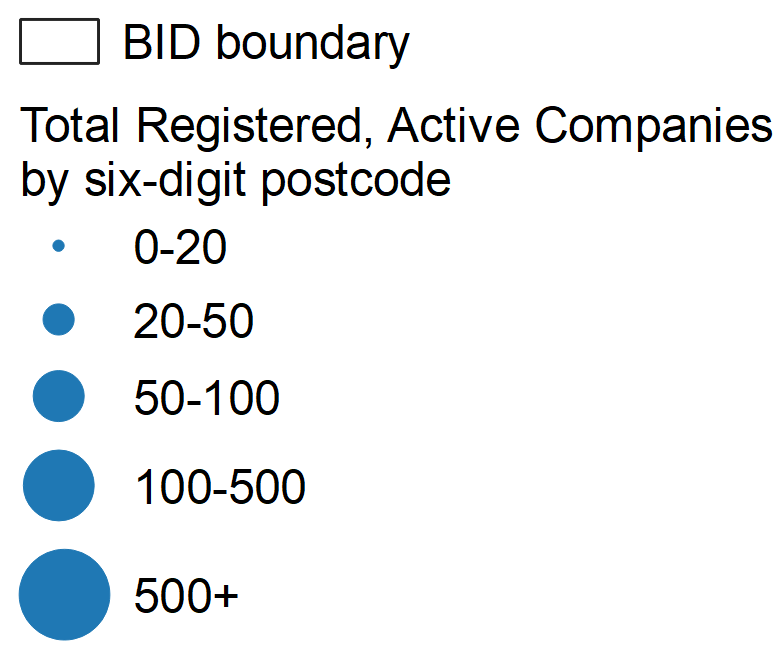 BID boundary
Total Registered, Active Companies
by six-digit postcode
0-20
20-50
50-100
100-500
500+